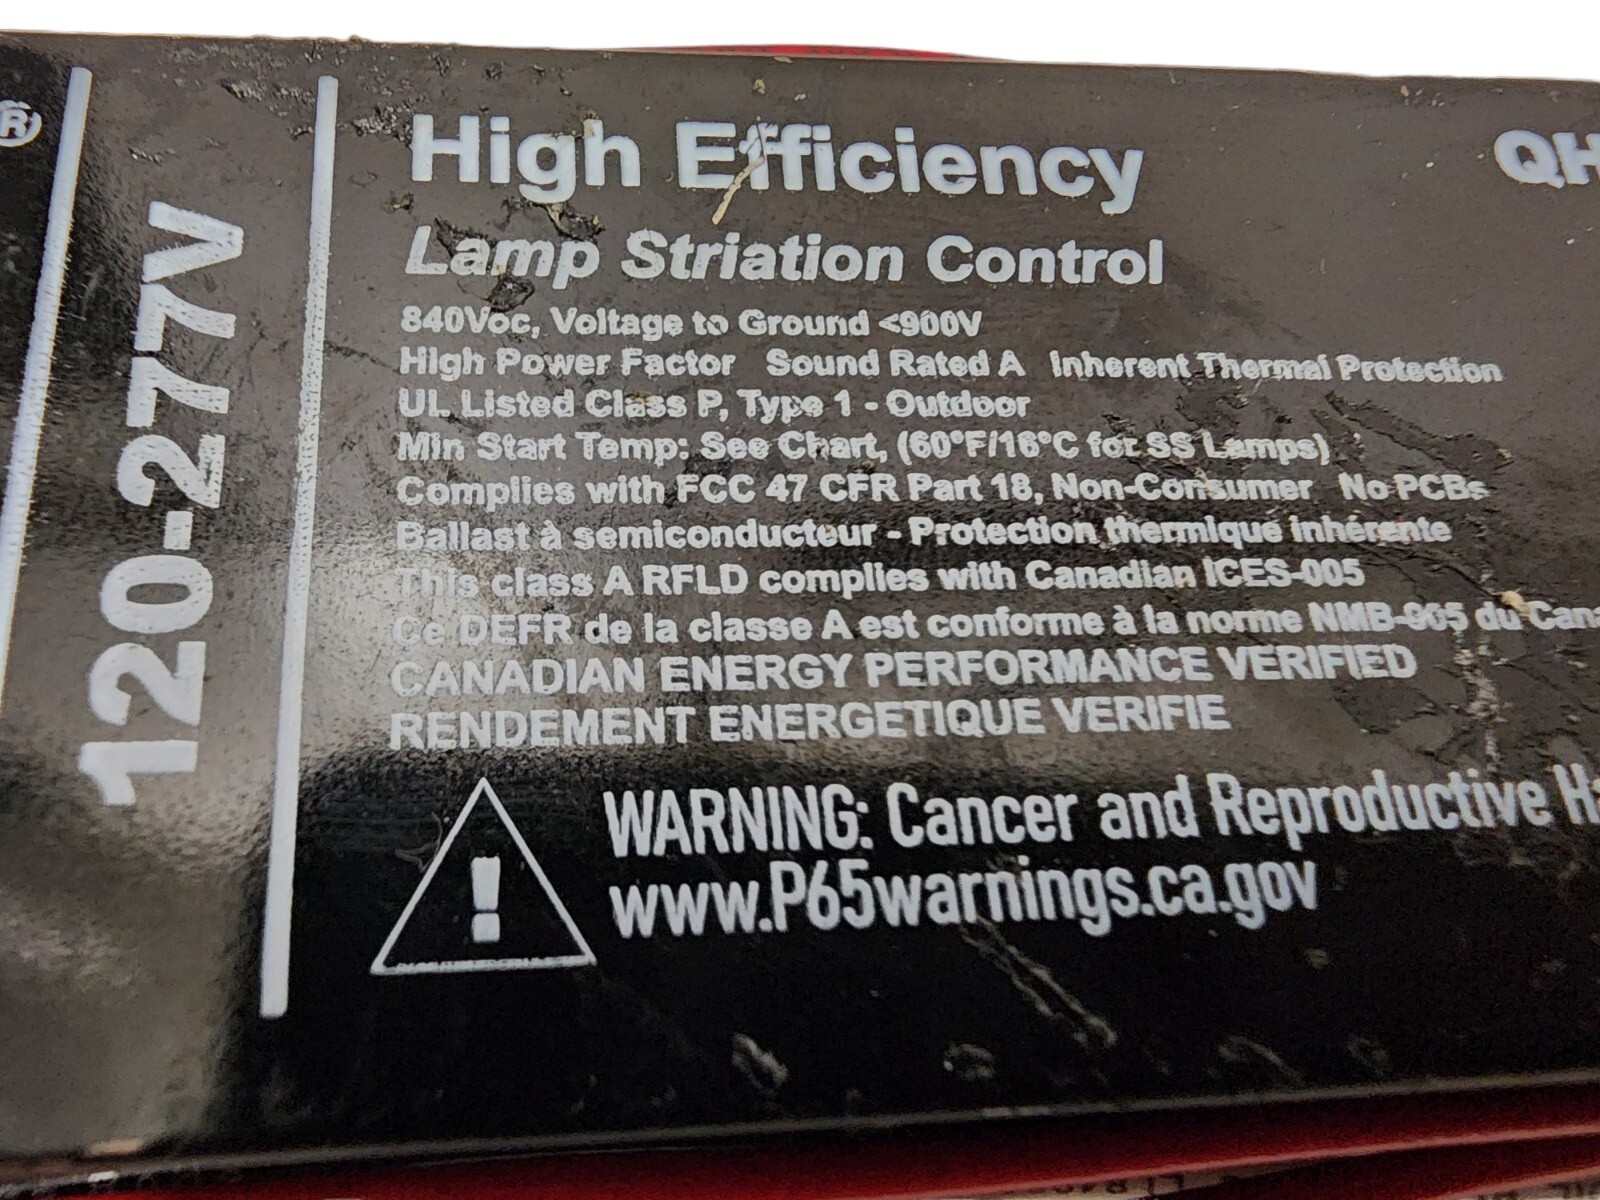 ®
120-277V
High Efficiency
QH
Lamp Striation Control
840Voc, Voltage to Ground <900V
High Power Factor Sound Rated A Inherent Thermal Protection
UL Listed Class P, Type 1 - Outdoor
Min Start Temp: See Chart, (60°F/16°C for SS Lamps)
Complies with FCC 47 CFR Part 18, Non-Consumer No PCBs
Ballast à semiconducteur - Protection thermique inhérente
This class A RFLD complies with Canadian ICES-005
Ce DEFR de la classe A est conforme à la norme NMB-005 du Cana
CANADIAN ENERGY PERFORMANCE VERIFIED
RENDEMENT ENERGETIQUE VERIFIE
! WARNING: Cancer and Reproductive Ha
www.P65warnings.ca.gov